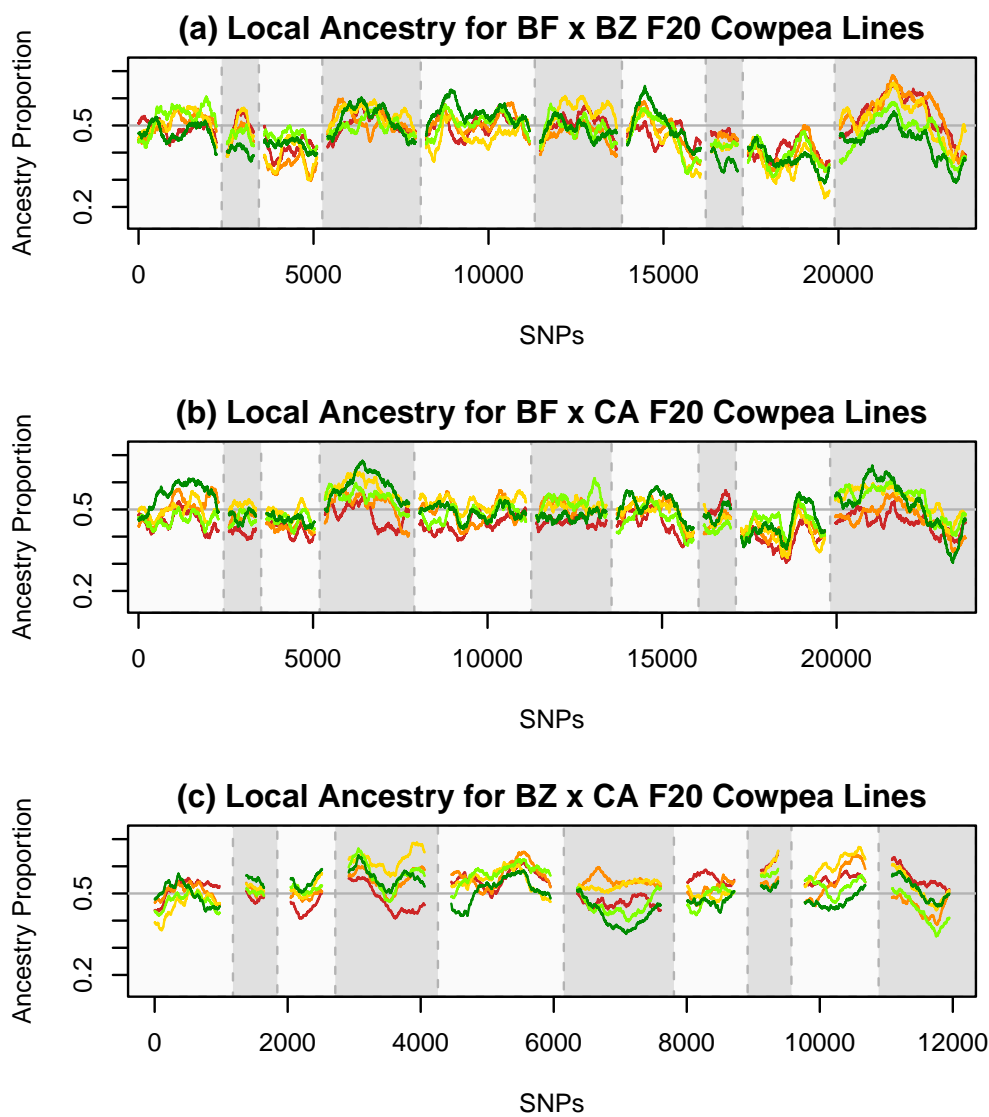 (a) Local Ancestry for BF x BZ F20 Cowpea Lines
Ancestry Proportion
0.5
0.2
0 5000 10000 15000 20000
SNPs
(b) Local Ancestry for BF x CA F20 Cowpea Lines
Ancestry Proportion
0.5
0.2
0 5000 10000 15000 20000
SNPs
(c) Local Ancestry for BZ x CA F20 Cowpea Lines
Ancestry Proportion
0.5
0.2
0 2000 4000 6000 8000 10000 12000
SNPs